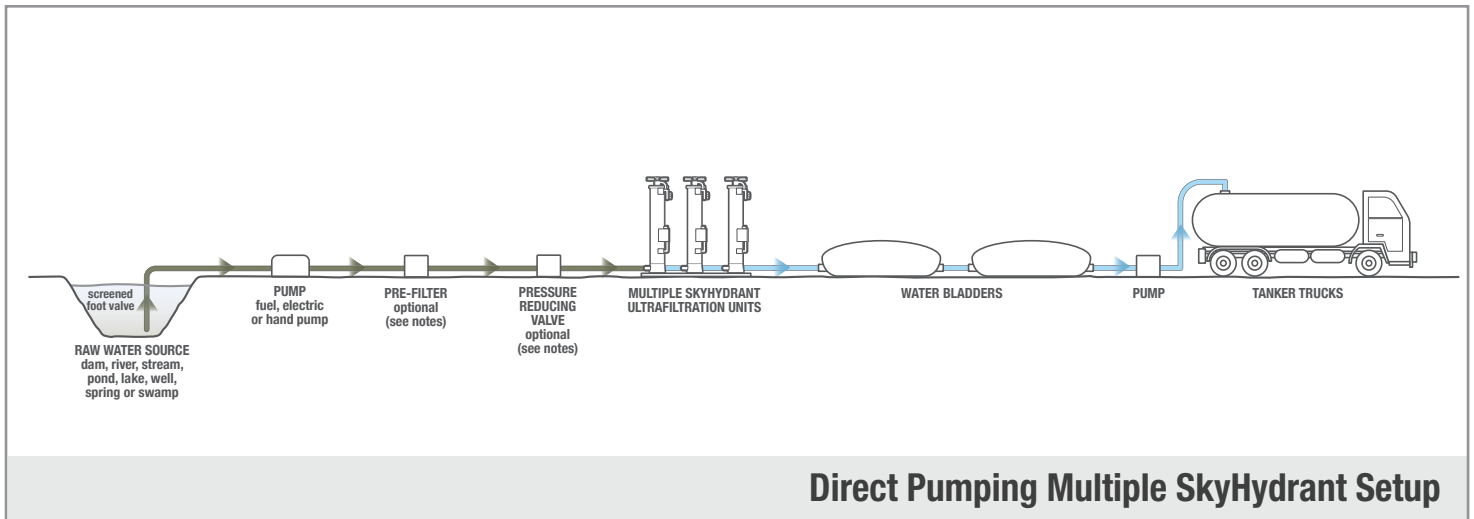 screened
foot valve
RAW WATER SOURCE
dam, river, stream,
pond, lake, well,
spring or swamp
PUMP
fuel, electric
or hand pump
PRE-FILTER
optional
(see notes)
PRESSURE
REDUCING
VALVE
optional
(see notes)
MULTIPLE SKYHYDRANT
ULTRAFILTRATION UNITS
WATER BLADDERS
PUMP
TANKER TRUCKS
Direct Pumping Multiple SkyHydrant Setup